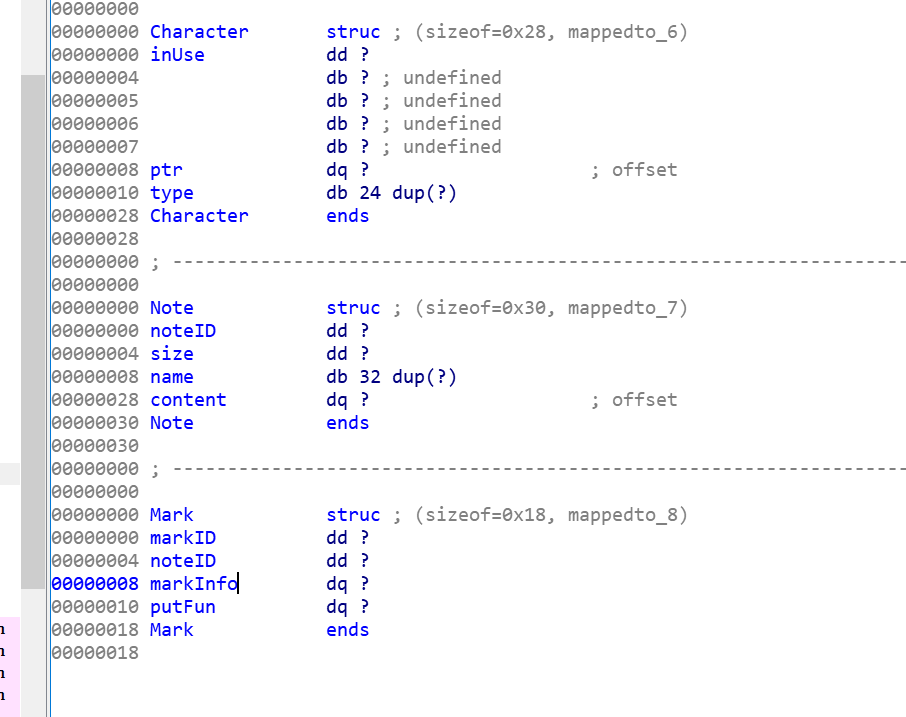 00000000
00000000 Character struc ; (sizeof=0x28, mappedto_6)
00000000 inUse dd ?
00000004 db ? ; undefined
00000005 db ? ; undefined
00000006 db ? ; undefined
00000007 db ? ; undefined
00000008 ptr dq ? ; offset
00000010 type db 24 dup(?)
00000028 Character ends
00000028
00000000 ; ----------------------------------------------------------------------
00000000
00000000 Note struc ; (sizeof=0x30, mappedto_7)
00000000 noteID dd ?
00000004 size dd ?
00000008 name db 32 dup(?)
00000028 content dq ? ; offset
00000030 Note ends
00000030
00000000 ; ----------------------------------------------------------------------
00000000
00000000 Mark struc ; (sizeof=0x18, mappedto_8)
00000000 markID dd ?
00000004 noteID dd ?
00000008 markInfo dq ?
00000010 putFun dq ?
00000018 Mark ends
00000018